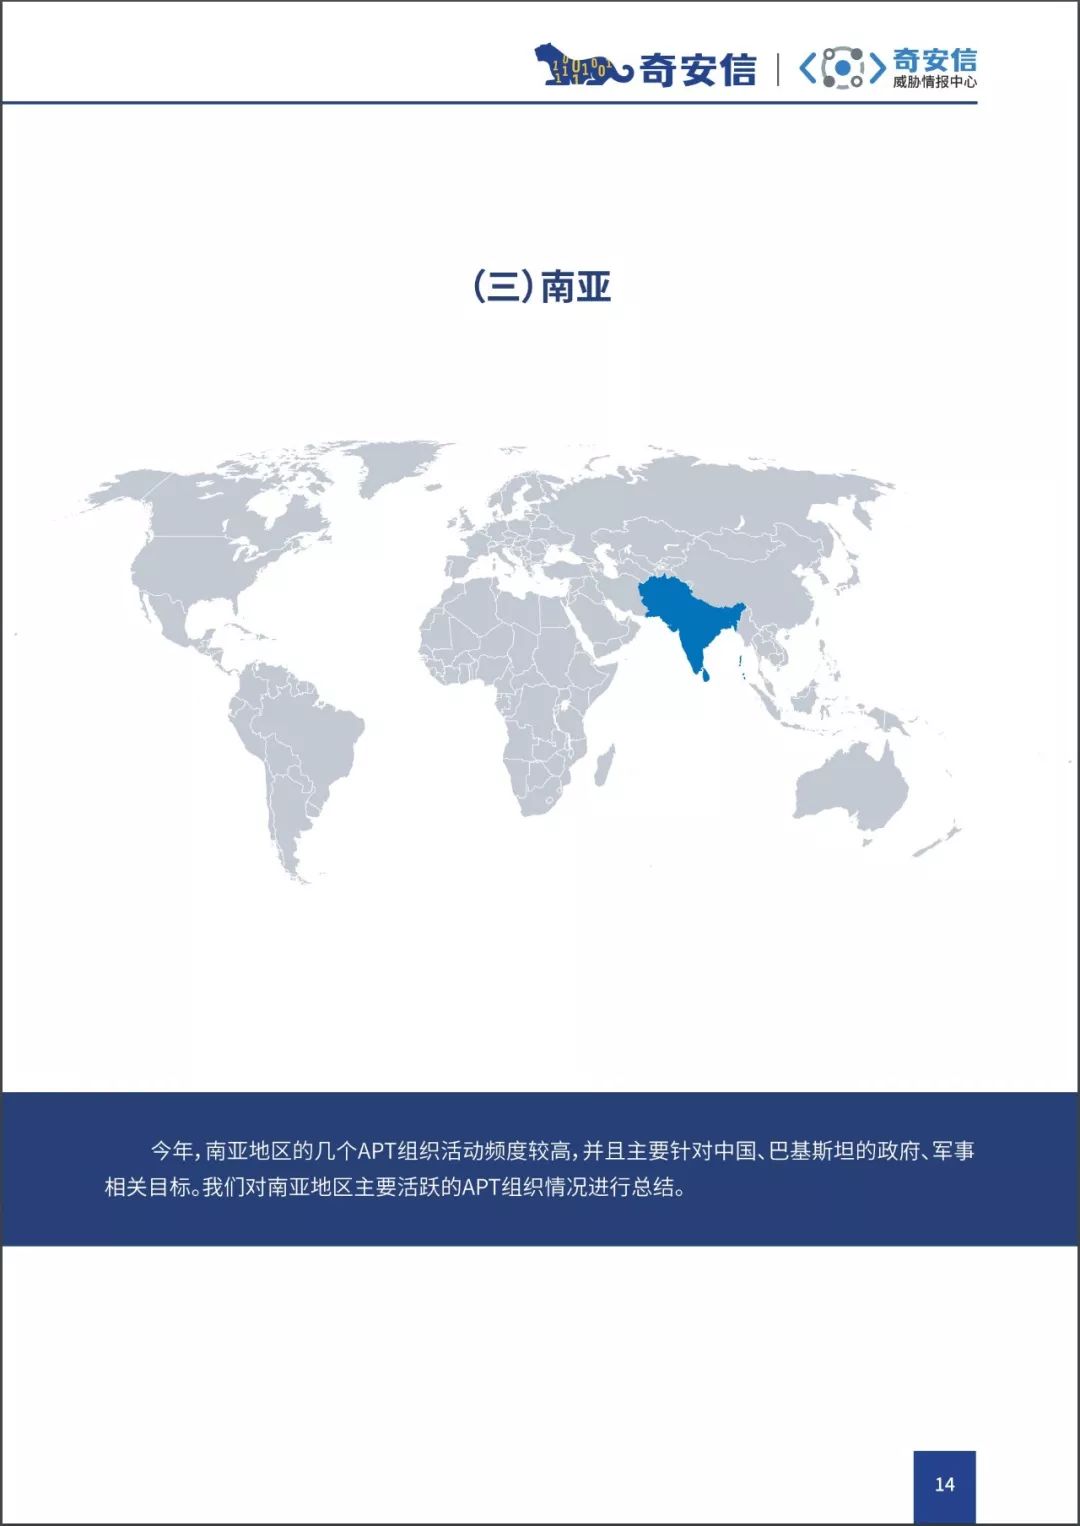 奇安信
奇安信
威胁情报中心
（三）南亚
今年，南亚地区的几个APT组织活动频度较高，并且主要针对中国、巴基斯坦的政府、军事
相关目标。我们对南亚地区主要活跃的APT组织情况进行总结。
14